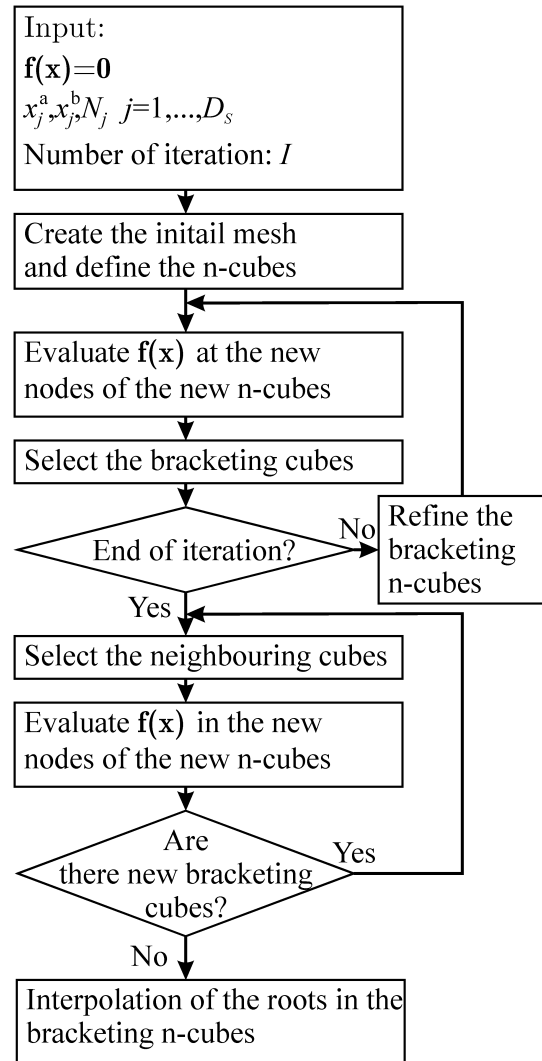 Input:
f(x)=0
x_j^a,x_j^b,N_j j=1,...,D_S
Number of iteration: I
Create the initail mesh
and define the n-cubes
Evaluate f(x) at the new
nodes of the new n-cubes
Select the bracketing cubes
End of iteration?
No
Refine the
bracketing
n-cubes
Yes
Select the neighbouring cubes
Evaluate f(x) in the new
nodes of the new n-cubes
Are
there new bracketing
cubes?
Yes
No
Interpolation of the roots in the
bracketing n-cubes